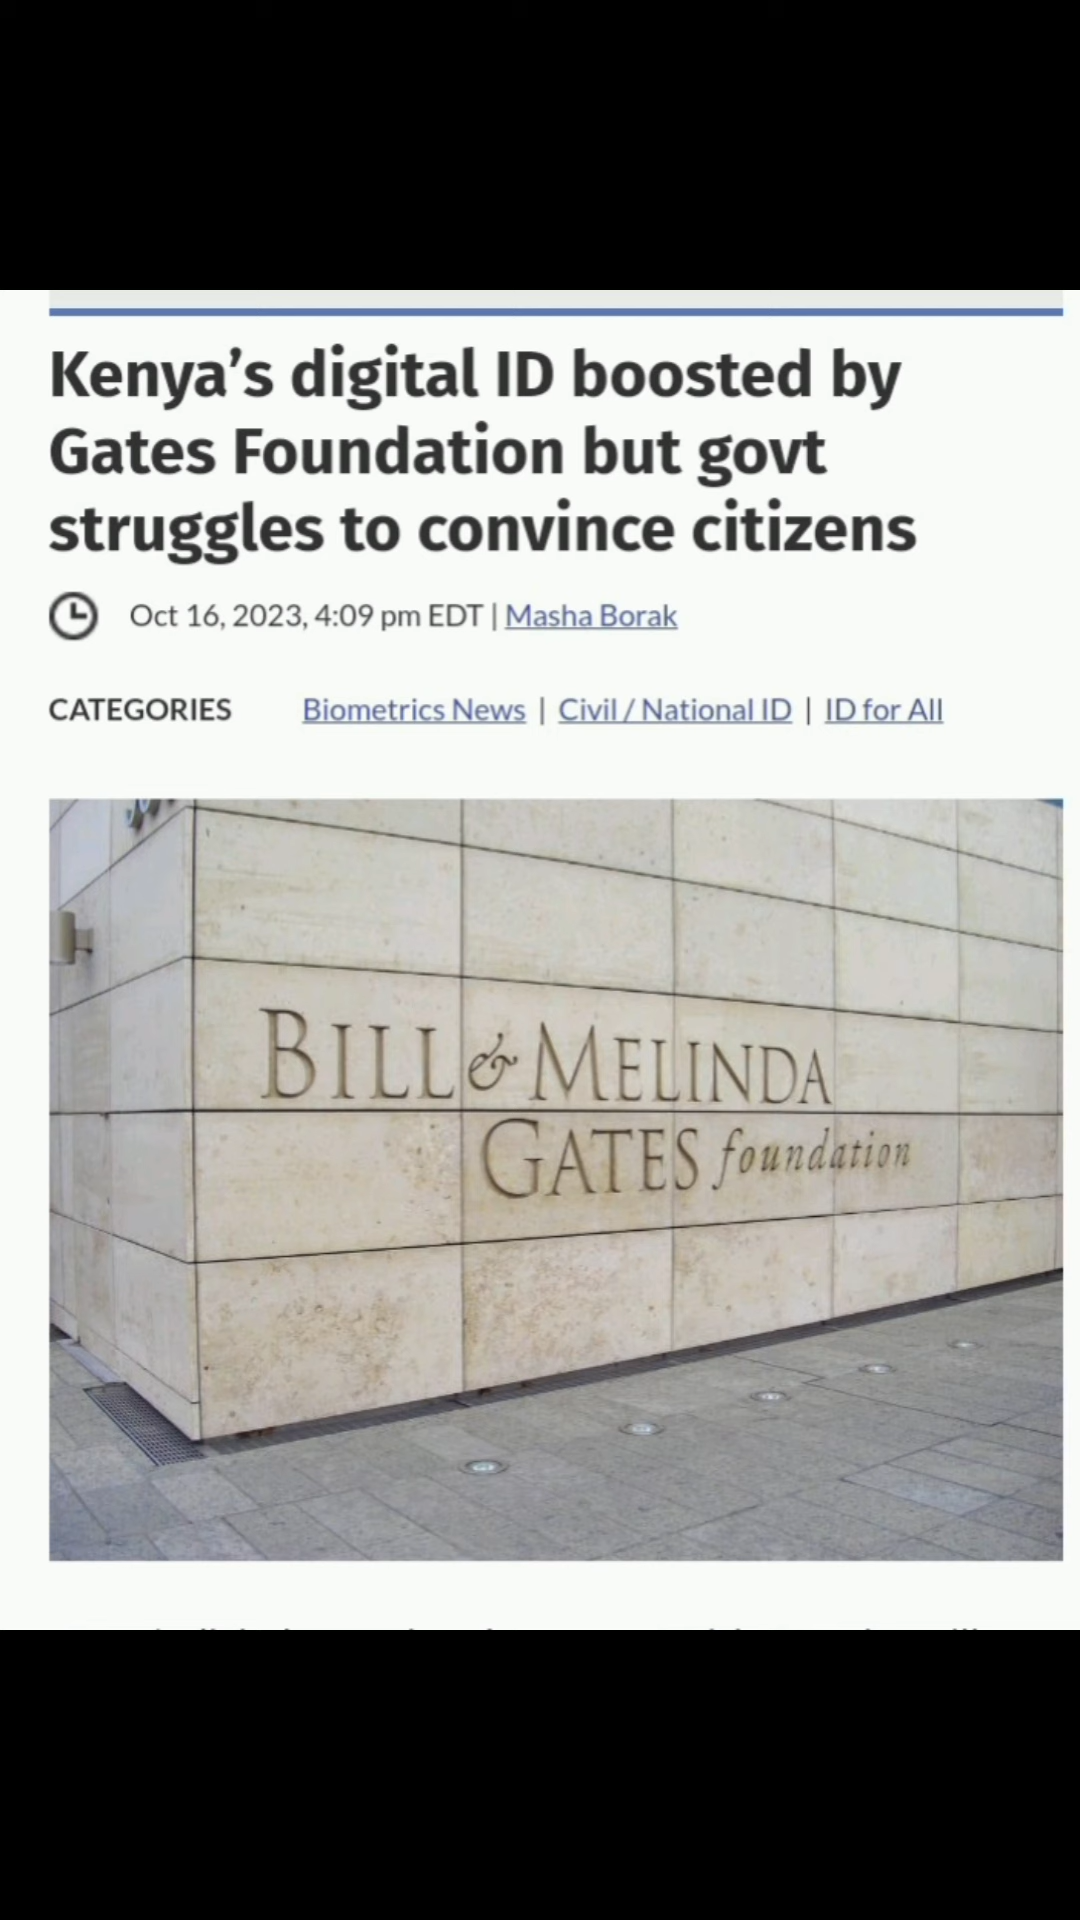 Kenya’s digital ID boosted by
Gates Foundation but govt
struggles to convince citizens
Oct 16, 2023, 4:09 pm EDT | Masha Borak
CATEGORIES Biometrics News | Civil / National ID | ID for All
BILL & MELINDA
GATES foundation